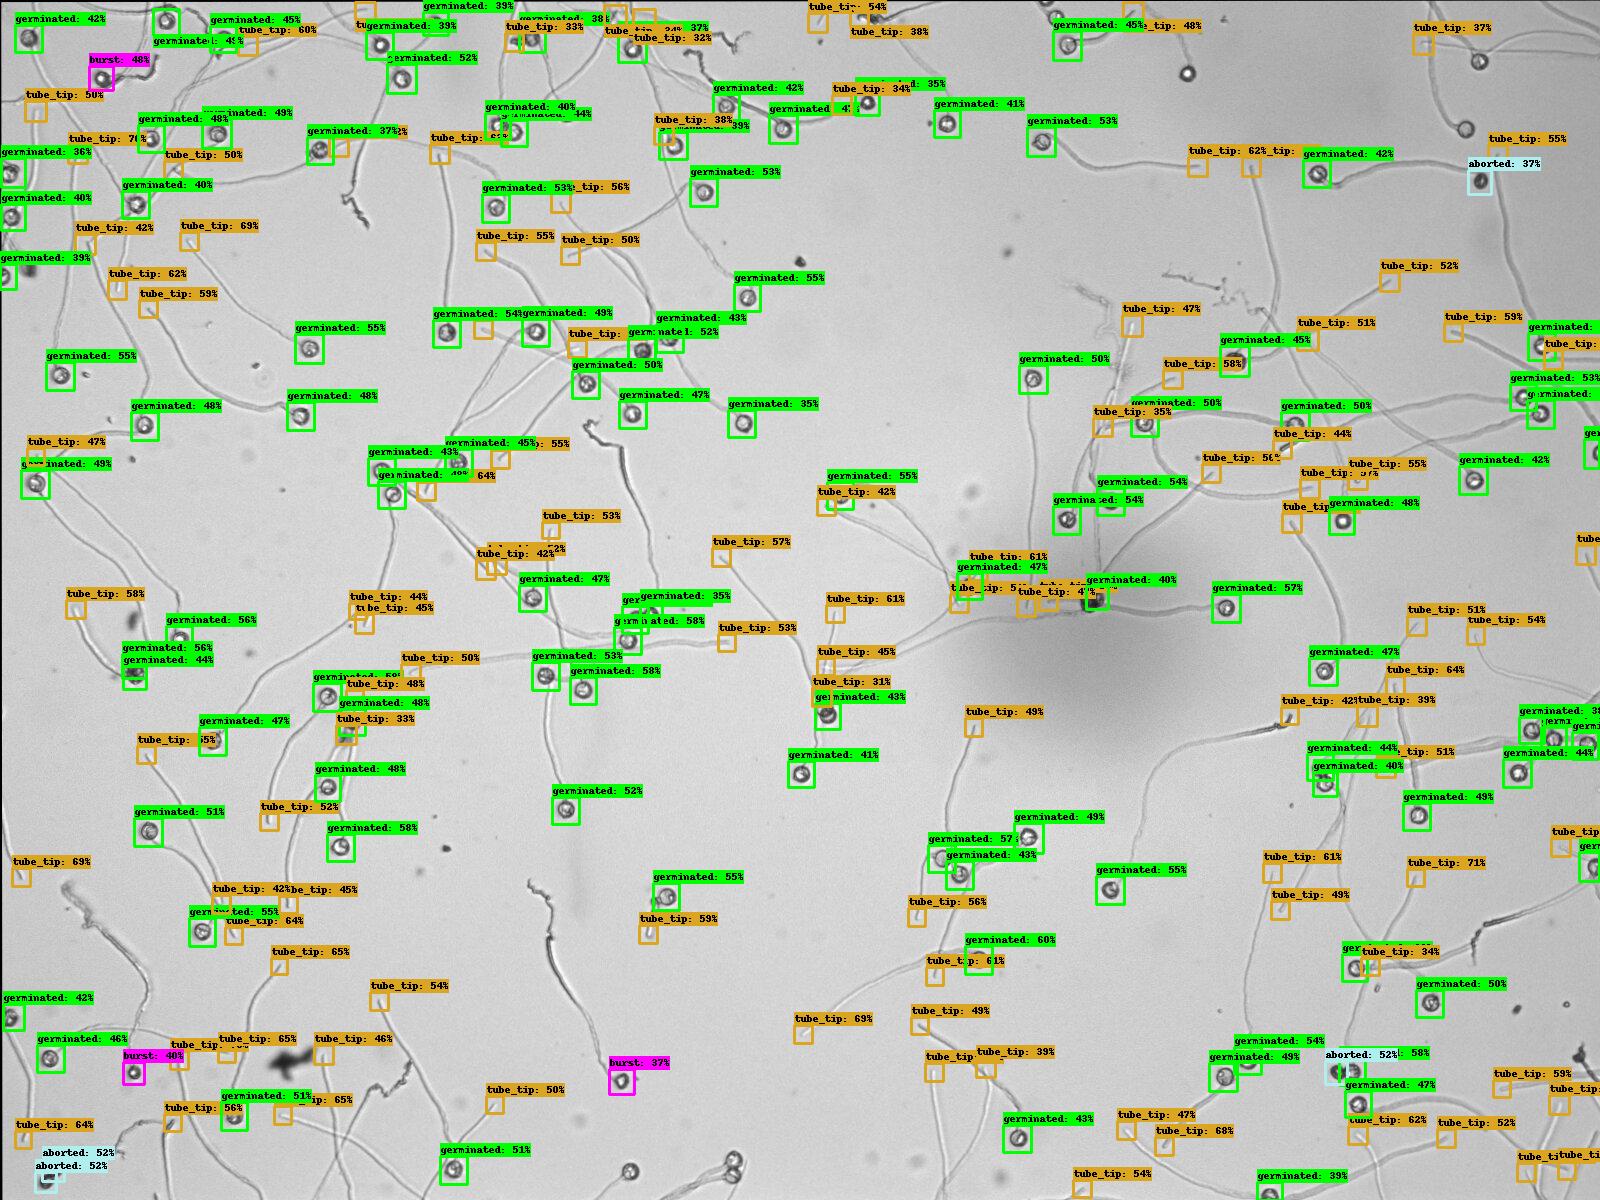 germinated: 42%
germinated: 45%
tube_tip: 60%
germinated: 39%
germinated: 39%
tube_tip: 33%
germinated: 38%
tube_tip: 32%
tube_tip: 54%
tube_tip: 38%
germinated: 45%
tube_tip: 37%
burst: 48%
germinated: 52%
tube_tip: 50%
germinated: 42%
tube_tip: 34%
germinated: 41%
germinated: 53%
germinated: 48%
germinated: 40%
tube_tip: 38%
germinated: 37%
tube_tip: 55%
germinated: 36%
tube_tip: 50%
tube_tip: 62%
germinated: 42%
aborted: 37%
germinated: 40%
germinated: 40%
germinated: 53%
tube_tip: 56%
germinated: 53%
tube_tip: 42%
tube_tip: 69%
tube_tip: 55%
tube_tip: 50%
germinated: 39%
tube_tip: 62%
tube_tip: 59%
germinated: 55%
tube_tip: 52%
tube_tip: 47%
tube_tip: 51%
tube_tip: 59%
germinated: 55%
germinated: 54%
germinated: 49%
germinated: 43%
germinated: 45%
germinated: 55%
germinated: 50%
germinated: 50%
tube_tip: 58%
germinated: 53%
germinated: 48%
germinated: 48%
germinated: 47%
germinated: 35%
tube_tip: 35%
germinated: 50%
germinated: 50%
tube_tip: 47%
germinated: 49%
germinated: 43%
germinated: 45%
tube_tip: 44%
germinated: 42%
tube_tip: 55%
germinated: 55%
tube_tip: 42%
germinated: 54%
germinated: 48%
tube_tip: 53%
tube_tip: 42%
tube_tip: 57%
tube_tip: 61%
germinated: 47%
germinated: 47%
germinated: 40%
germinated: 57%
tube_tip: 58%
tube_tip: 44%
tube_tip: 45%
germinated: 35%
tube_tip: 61%
tube_tip: 51%
tube_tip: 54%
germinated: 56%
germinated: 58%
tube_tip: 53%
germinated: 56%
germinated: 44%
tube_tip: 50%
germinated: 53%
germinated: 58%
tube_tip: 45%
germinated: 47%
tube_tip: 64%
tube_tip: 48%
tube_tip: 31%
germinated: 43%
germinated: 48%
tube_tip: 33%
germinated: 47%
tube_tip: 49%
tube_tip: 42%
tube_tip: 39%
germinated: 44%
germinated: 40%
tube_tip: 51%
germinated: 44%
germinated: 48%
germinated: 41%
germinated: 52%
germinated: 51%
tube_tip: 52%
germinated: 58%
germinated: 49%
germinated: 49%
germinated: 57%
germinated: 43%
tube_tip: 69%
germinated: 55%
germinated: 55%
tube_tip: 61%
tube_tip: 71%
tube_tip: 42%
tube_tip: 45%
germinated: 55%
tube_tip: 64%
tube_tip: 59%
tube_tip: 56%
tube_tip: 49%
tube_tip: 65%
germinated: 60%
tube_tip: 61%
tube_tip: 34%
germinated: 42%
tube_tip: 54%
germinated: 50%
tube_tip: 69%
tube_tip: 49%
germinated: 46%
tube_tip: 65%
tube_tip: 46%
germinated: 54%
burst: 40%
burst: 37%
tube_tip: 39%
germinated: 49%
aborted: 52%
tube_tip: 59%
germinated: 47%
germinated: 51%
tube_tip: 56%
tube_tip: 50%
tube_tip: 64%
germinated: 43%
tube_tip: 47%
tube_tip: 68%
tube_tip: 62%
tube_tip: 52%
aborted: 52%
aborted: 52%
germinated: 51%
tube_tip: 54%
germinated: 39%